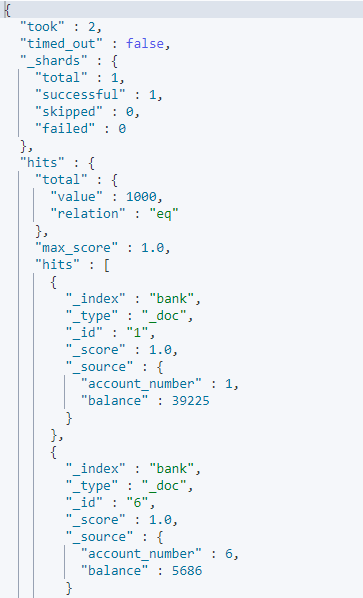 {
  "took" : 2,
  "timed_out" : false,
  "_shards" : {
    "total" : 1,
    "successful" : 1,
    "skipped" : 0,
    "failed" : 0
  },
  "hits" : {
    "total" : {
      "value" : 1000,
      "relation" : "eq"
    },
    "max_score" : 1.0,
    "hits" : [
      {
        "_index" : "bank",
        "_type" : "_doc",
        "_id" : "1",
        "_score" : 1.0,
        "_source" : {
          "account_number" : 1,
          "balance" : 39225
        }
      },
      {
        "_index" : "bank",
        "_type" : "_doc",
        "_id" : "6",
        "_score" : 1.0,
        "_source" : {
          "account_number" : 6,
          "balance" : 5686
        }